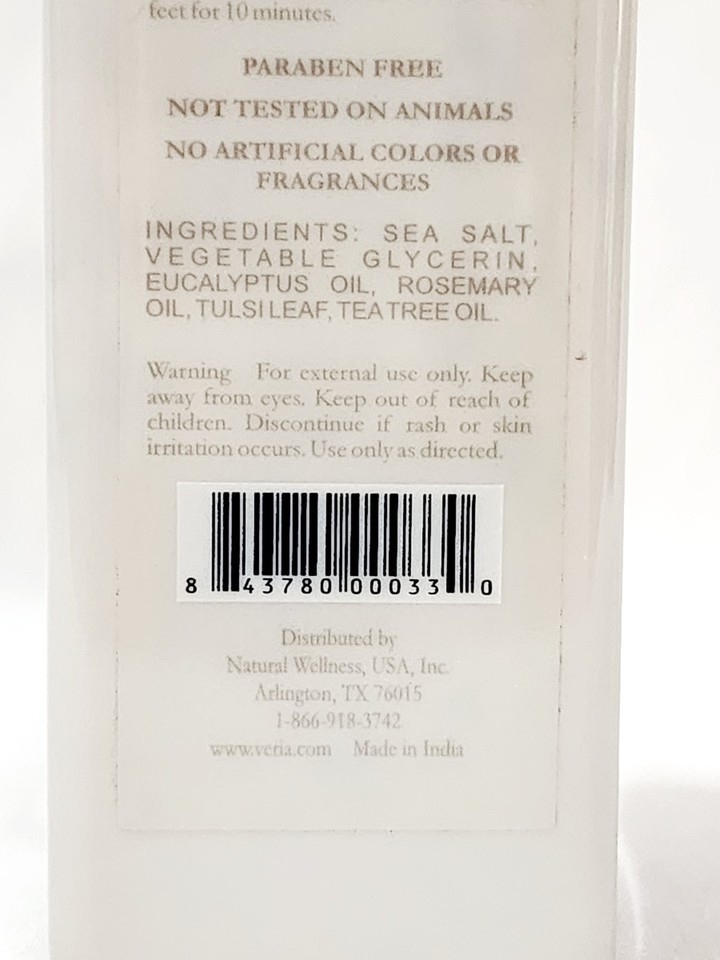 feet for 10 minutes.
PARABEN FREE
NOT TESTED ON ANIMALS
NO ARTIFICIAL COLORS OR
FRAGRANCES
INGREDIENTS: SEA SALT,
VEGETABLE GLYCERIN,
EUCALYPTUS OIL, ROSEMARY
OIL, TULSI LEAF, TEA TREE OIL.
Warning For external use only. Keep
away from eyes. Keep out of reach of
children. Discontinue if rash or skin
irritation occurs. Use only as directed.
8 43780 00033 0
Distributed by
Natural Wellness, USA, Inc.
Arlington, TX 76015
1-866-918-3742
www.veria.com Made in India